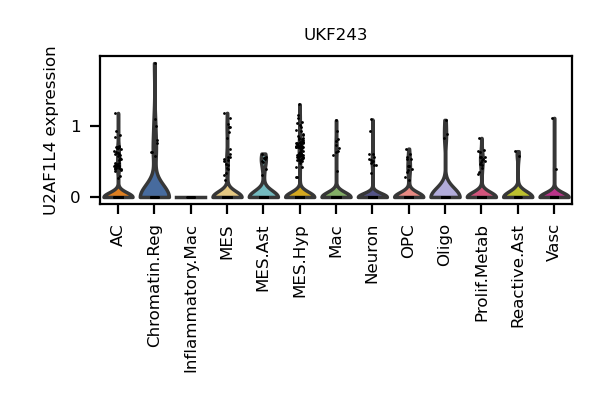 UKF243
U2AF1L4 expression
1
0
AC
Chromatin.Reg
Inflammatory.Mac
MES
MES.Ast
MES.Hyp
Mac
Neuron
OPC
Oligo
Prolif.Metab
Reactive.Ast
Vasc